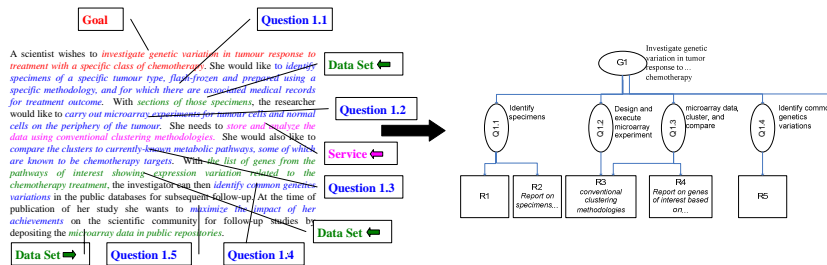 Goal
Question 1.1
A scientist wishes to investigate genetic variation in tumour response to
treatment with a specific class of chemotherapy. She would like to identify
specimens of a specific tumour type, flash-frozen and prepared using a
specific methodology, and for which there are associated medical records
for treatment outcome. With sections of those specimens, the researcher
would like to carry out microarray experiments for tumour cells and normal
cells on the periphery of the tumour. She needs to store and analyze the
data using conventional clustering methodologies. She would also like to
compare the clusters to currently-known metabolic pathways, some of which
are known to be chemotherapy targets. With the list of genes from the
pathways of interest showing expression variation related to the
chemotherapy treatment, the investigator can then identify common genetics
variations in the public databases for subsequent follow-up. At the time of
publication of her study she wants to maximize the impact of her
achievements on the scientific community for follow-up studies by
depositing the microarray data in public repositories.
Data Set
Question 1.2
Service
Question 1.3
Data Set
Data Set
Question 1.5
Question 1.4
G1
Investigate genetic
variation in tumor
response to ...
chemotherapy
Q1.1
Identify
specimens
Q1.2
Design and
execute
microarray
experiment
Q1.3
microarray data,
cluster, and
compare
Q1.4
Identify common
genetics
variations
R1
R2
Report on
specimens...
R3
conventional
clustering
methodologies
R4
Report on genes
of interest based
on...
R5